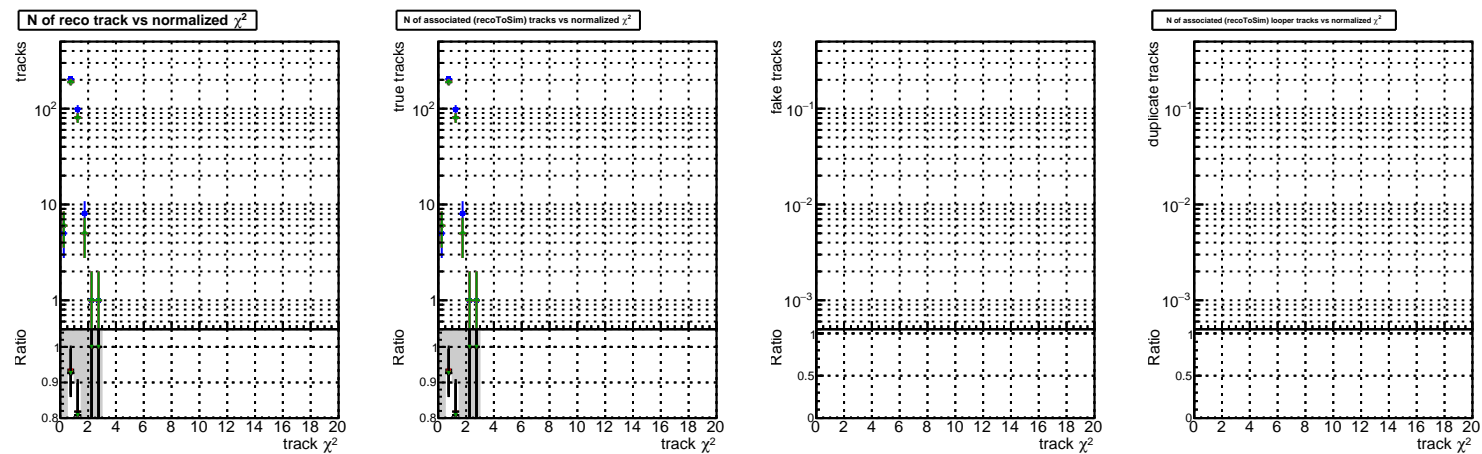 N of reco track vs normalized χ²
tracks
10²
10
1
Ratio
1
0.9
0.8
0 2 4 6 8 10 12 14 16 18 20
track χ²
N of associated (recoToSim) tracks vs normalized χ²
true tracks
10²
10
1
Ratio
1
0.9
0.8
0 2 4 6 8 10 12 14 16 18 20
track χ²
fake tracks
10⁻¹
10⁻²
10⁻³
Ratio
1
0.5
0
0 2 4 6 8 10 12 14 16 18 20
track χ²
N of associated (recoToSim) looper tracks vs normalized χ²
duplicate tracks
10⁻¹
10⁻²
10⁻³
Ratio
1
0.5
0
0 2 4 6 8 10 12 14 16 18 20
track χ²